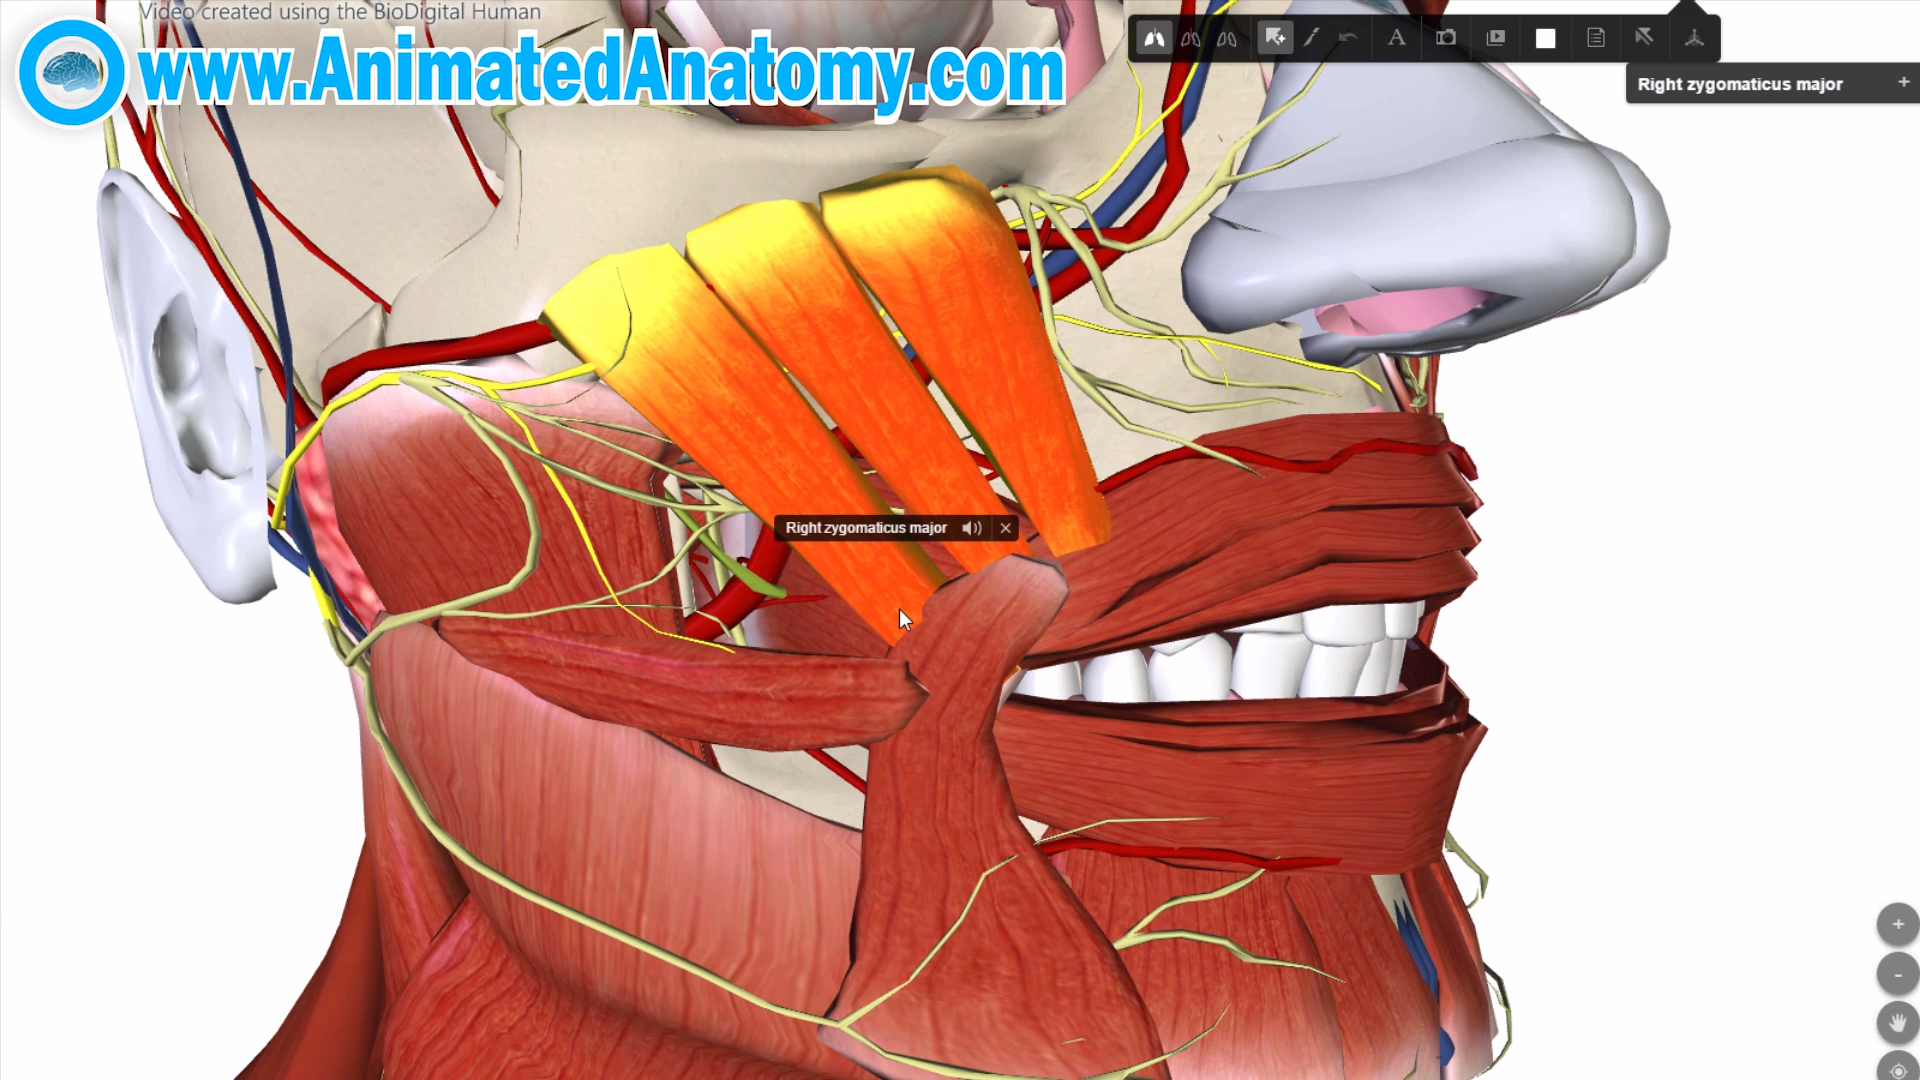 Video created using the BioDigital Human
www.AnimatedAnatomy.com
A
Right zygomaticus major +
Right zygomaticus major
+
-